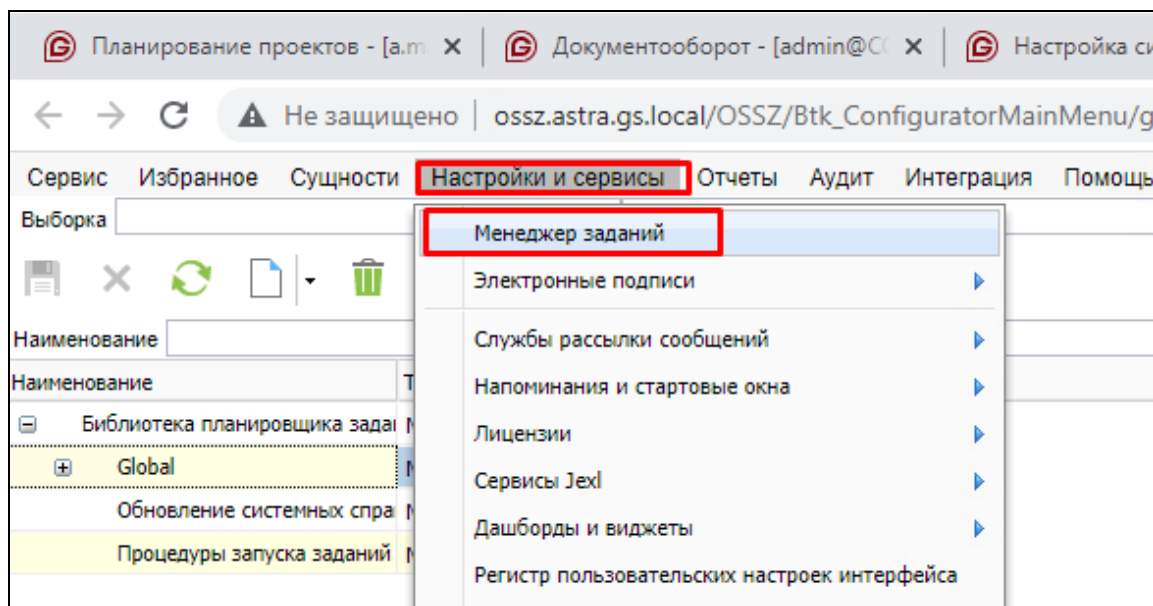 Планирование проектов - [a.m
Документооборот - [admin@CC
Настройка си
Не защищено | ossz.astra.gs.local/OSSZ/Btk_ConfiguratorMainMenu/g
Сервис Избранное Сущности Настройки и сервисы Отчеты Аудит Интеграция Помощь
Выборка
Менеджер заданий
Электронные подписи
Службы рассылки сообщений
Наименование
Напоминания и стартовые окна
Наименование Т
Библиотека планировщика зада
Лицензии
Global
Сервисы Jexl
Обновление системных спра
Дашборды и виджеты
Процедуры запуска заданий
Регистр пользовательских настроек интерфейса